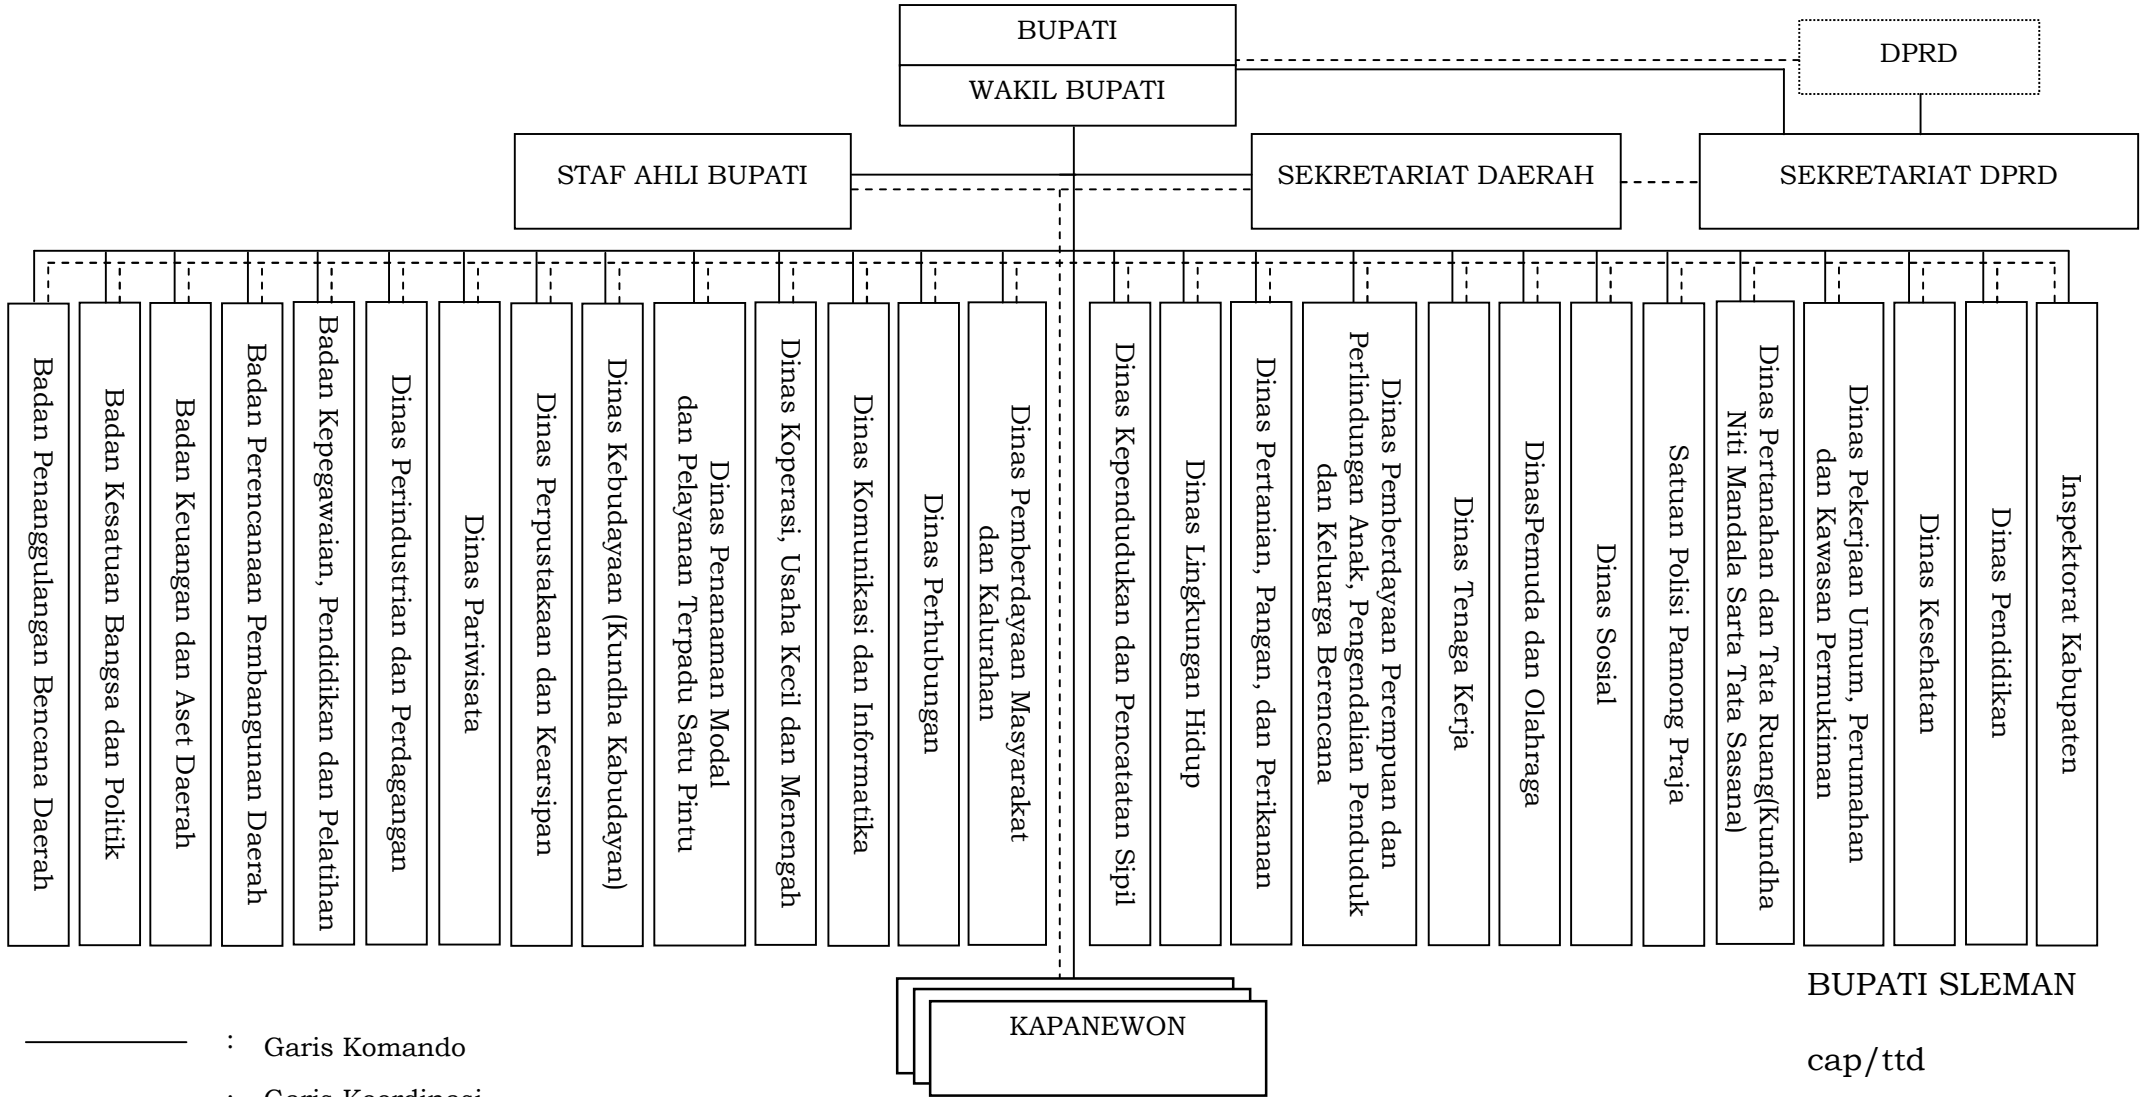 BUPATI
WAKIL BUPATI
DPRD
STAF AHLI BUPATI
SEKRETARIAT DAERAH
SEKRETARIAT DPRD
Badan Penanggulangan Bencana Daerah
Badan Kesatuan Bangsa dan Politik
Badan Keuangan dan Aset Daerah
Badan Perencanaan Pembangunan Daerah
Badan Kepegawaian, Pendidikan dan Pelatihan
Dinas Perindustrian dan Perdagangan
Dinas Pariwisata
Dinas Perpustakaan dan Kearsipan
Dinas Kebudayaan (Kundha Kabudayan)
Dinas Penanaman Modal
dan Pelayanan Terpadu Satu Pintu
Dinas Koperasi, Usaha Kecil dan Menengah
Dinas Komunikasi dan Informatika
Dinas Perhubungan
Dinas Pemberdayaan Masyarakat
dan Kalurahan
Dinas Kependudukan dan Pencatatan Sipil
Dinas Lingkungan Hidup
Dinas Pertanian, Pangan, dan Perikanan
Dinas Pemberdayaan Perempuan dan
Perlindungan Anak, Pengendalian Penduduk
dan Keluarga Berencana
Dinas Tenaga Kerja
DinasPemuda dan Olahraga
Dinas Sosial
Satuan Polisi Pamong Praja
Dinas Pertanahan dan Tata Ruang(Kundha
Niti Mandala Sarta Tata Sasana)
Dinas Pekerjaan Umum, Perumahan
dan Kawasan Permukiman
Dinas Kesehatan
Dinas Pendidikan
Inspektorat Kabupaten
KAPANEWON
BUPATI SLEMAN
cap/ttd
: Garis Komando
: Garis Koordinasi